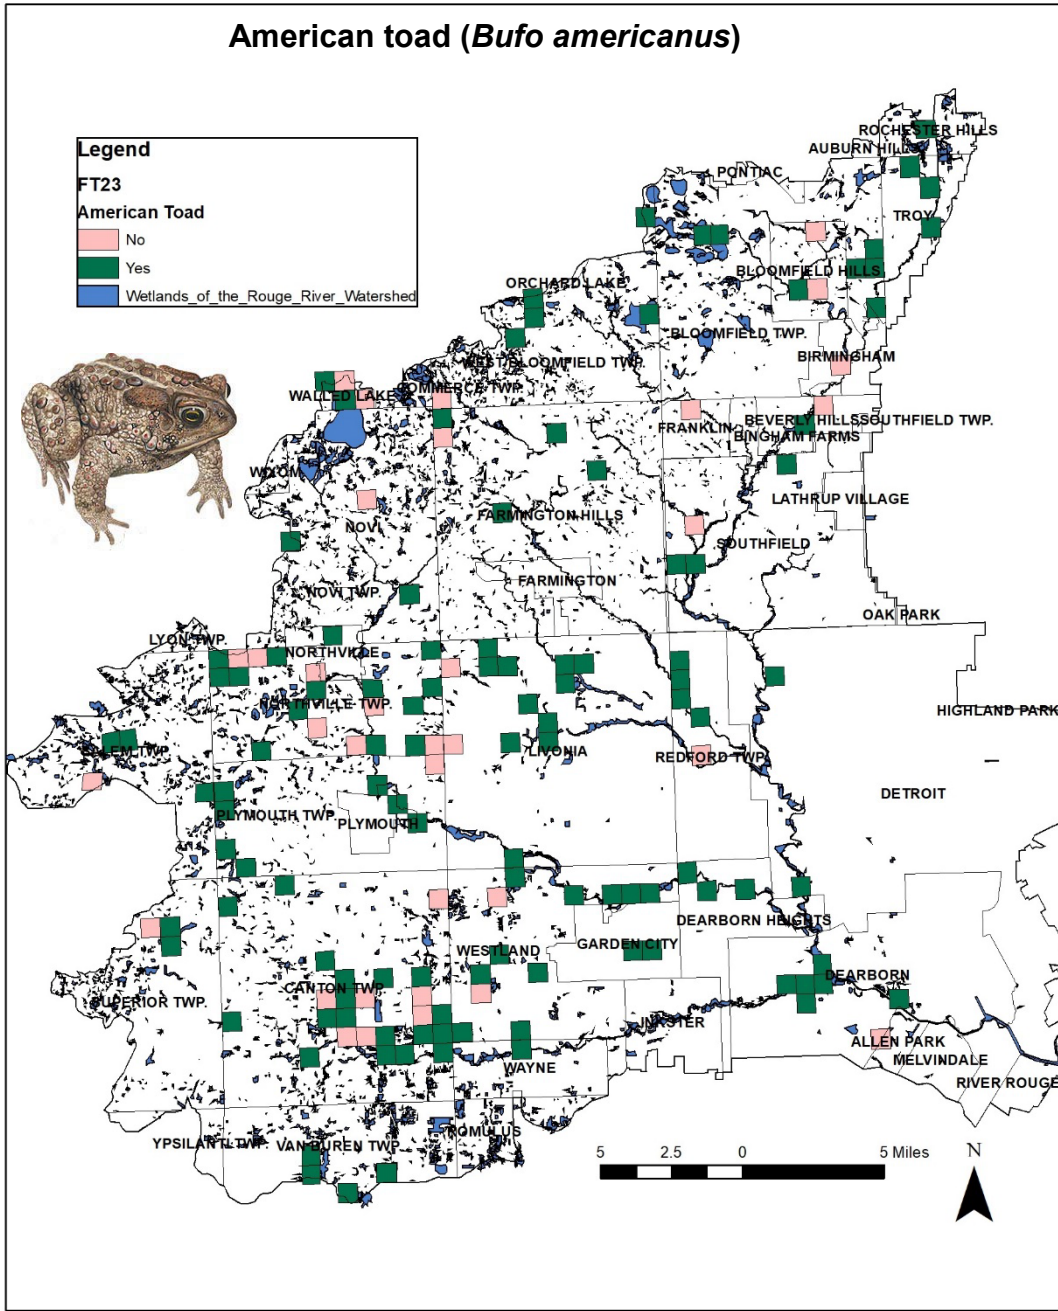 American toad (Bufo americanus)
Legend
FT23
American Toad
No
Yes
Wetlands_of_the_Rouge_River_Watershed
ROCHESTER HILLS
AUBURN HILLS
PONTIAC
TROY
BLOOMFIELD HILLS
ORCHARD LAKE
BLOOMFIELD TWP.
BIRMINGHAM
WEST BLOOMFIELD TWP.
COMMERCE TWP.
WALLED LAKE
BEVERLY HILLS
SOUTHFIELD TWP.
FRANKLIN
BINGHAM FARMS
WIXOM
LATHRUP VILLAGE
NOVI
FARMINGTON HILLS
SOUTHFIELD
FARMINGTON
NOVI TWP.
OAK PARK
LYON TWP.
NORTHVILLE
NORTHVILLE TWP.
HIGHLAND PARK
SALEM TWP.
LIVONIA
REDFORD TWP.
DETROIT
PLYMOUTH TWP.
PLYMOUTH
DEARBORN HEIGHTS
GARDEN CITY
WESTLAND
DEARBORN
CANTON TWP.
SUPERIOR TWP.
INKSTER
ALLEN PARK
MELVINDALE
WAYNE
RIVER ROUGE
ROMULUS
YPSILANTI TWP.
VAN BUREN TWP.
5 2.5 0 5 Miles
N